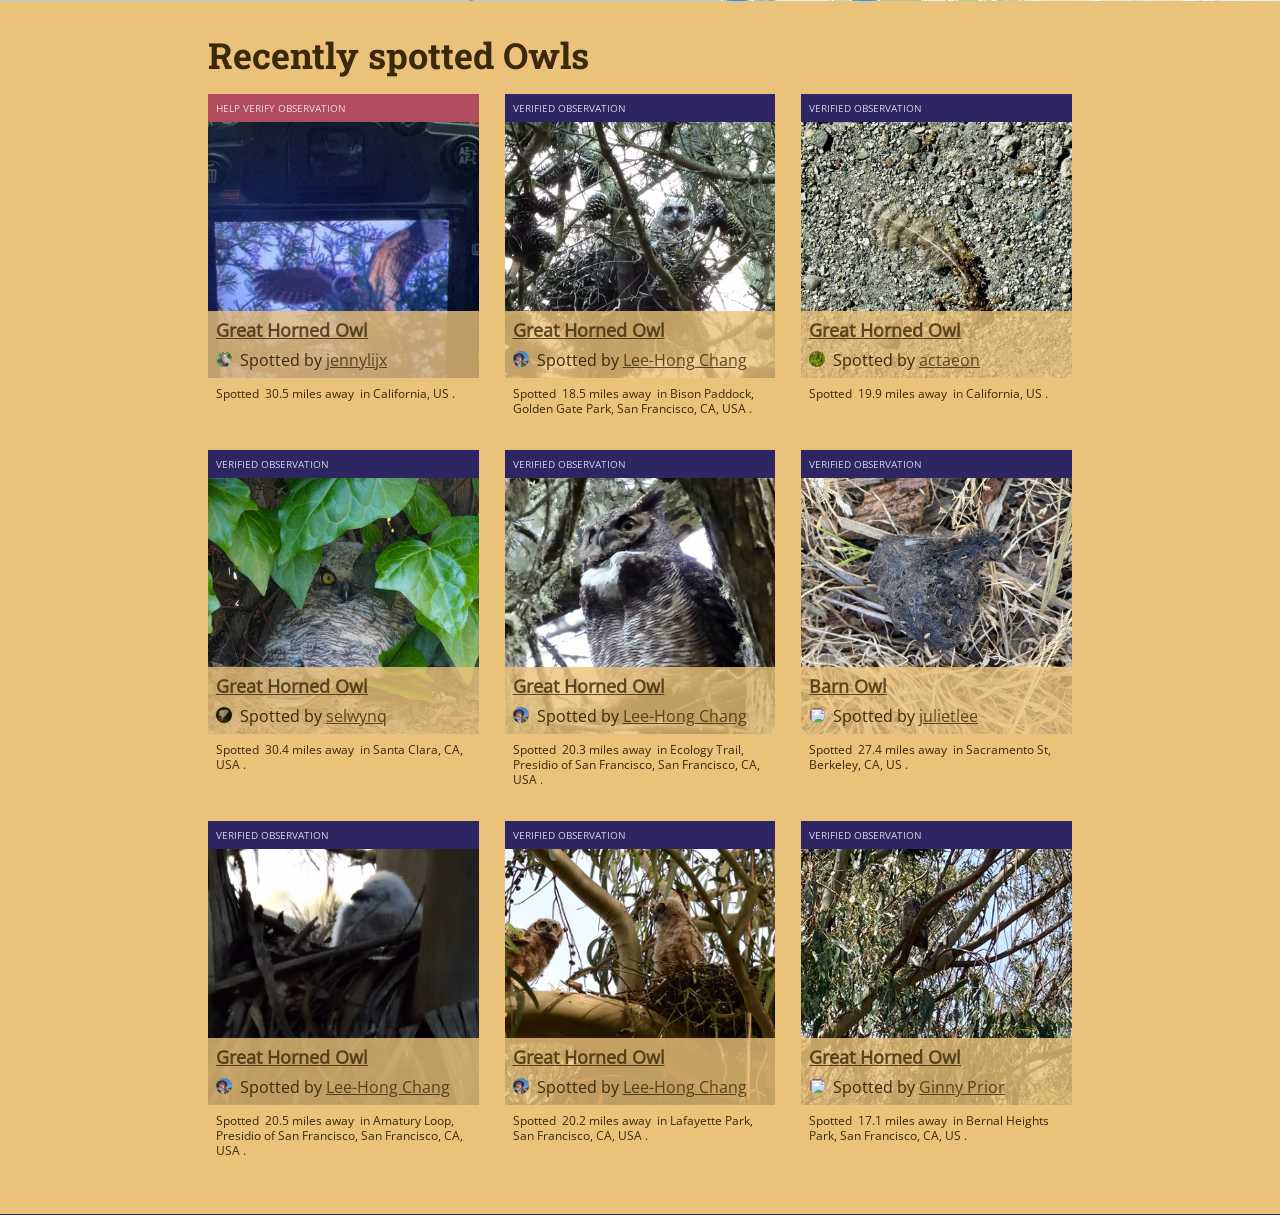 Recently spotted Owls
HELP VERIFY OBSERVATION
AE-L
AF-L
Great Horned Owl
Spotted by jennylijx
Spotted 30.5 miles away in California, US .
VERIFIED OBSERVATION
Great Horned Owl
Spotted by Lee-Hong Chang
Spotted 18.5 miles away in Bison Paddock,
Golden Gate Park, San Francisco, CA, USA .
VERIFIED OBSERVATION
Great Horned Owl
Spotted by actaeon
Spotted 19.9 miles away in California, US .
VERIFIED OBSERVATION
Great Horned Owl
Spotted by selwynq
Spotted 30.4 miles away in Santa Clara, CA,
USA .
VERIFIED OBSERVATION
Great Horned Owl
Spotted by Lee-Hong Chang
Spotted 20.3 miles away in Ecology Trail,
Presidio of San Francisco, San Francisco, CA,
USA .
VERIFIED OBSERVATION
Barn Owl
Spotted by julietlee
Spotted 27.4 miles away in Sacramento St,
Berkeley, CA, US .
VERIFIED OBSERVATION
Great Horned Owl
Spotted by Lee-Hong Chang
Spotted 20.5 miles away in Amatury Loop,
Presidio of San Francisco, San Francisco, CA,
USA .
VERIFIED OBSERVATION
Great Horned Owl
Spotted by Lee-Hong Chang
Spotted 20.2 miles away in Lafayette Park,
San Francisco, CA, USA .
VERIFIED OBSERVATION
Great Horned Owl
Spotted by Ginny Prior
Spotted 17.1 miles away in Bernal Heights
Park, San Francisco, CA, US .